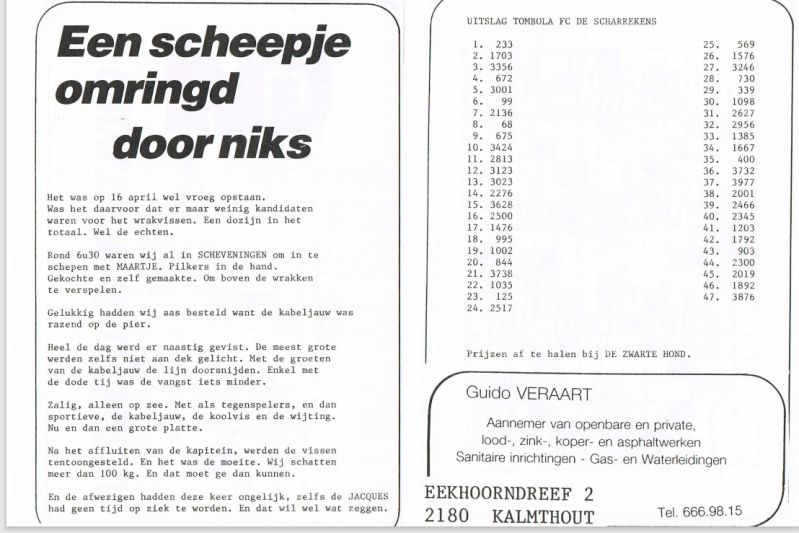 Een scheepje
omringd
door niks
Het was op 16 april wel vroeg opstaan.
Was het daarvoor dat er maar weinig kandidaten
waren voor het wrakvissen. Een dozijn in het
totaal. Wel de echten.
Rond 6u30 waren wij al in SCHEVENINGEN om in te
schepen met MAARTJE. Pilkers in de hand.
Gekochte en zelf gemaakte. Om boven de wrakken
te verspelen.
Gelukkig hadden wij aas besteld want de kabeljauw was
razend op de pier.
Heel de dag werd er naastig gevist. De meest grote
werden zelfs niet aan dek gelicht. Met de groeten
van de kabeljauw de lijn doorsnijden. Enkel met
de dode tij was de vangst iets minder.
Zalig, alleen op zee. Met als tegenspelers, en dan
sportieve, de kabeljauw, de koolvis en de wijting.
Nu en dan een grote platte.
Na het affluiten van de kapitein, werden de vissen
tentoongesteld. En het was de moeite. Wij schatten
meer dan 100 kg. En dat moet ge dan kunnen.
En de afwezigen hadden deze keer ongelijk, zelfs de JACQUES
had geen tijd op ziek te worden. En dat wil wel wat zeggen.
UITSLAG TOMBOLA FC DE SCHARREKENS
1. 233
2. 1703
3. 3356
4. 672
5. 3001
6. 99
7. 2136
8. 68
9. 675
10. 3424
11. 2813
12. 3123
13. 3023
14. 2276
15. 3628
16. 2500
17. 1476
18. 995
19. 1002
20. 844
21. 3738
22. 1035
23. 125
24. 2517
25. 569
26. 1576
27. 3246
28. 730
29. 339
30. 1098
31. 2627
32. 2956
33. 1385
34. 1667
35. 400
36. 3732
37. 3977
38. 2001
39. 2466
40. 2345
41. 1203
42. 1792
43. 903
44. 2300
45. 2019
46. 1892
47. 3876
Prijzen af te halen bij DE ZWARTE HOND.
Guido VERAART
Aannemer van openbare en private,
lood-, zink-, koper- en asphaltwerken
Sanitaire inrichtingen - Gas- en Waterleidingen
EEKHOORNDREEF 2
2180 KALMTHOUT
Tel. 666.98.15